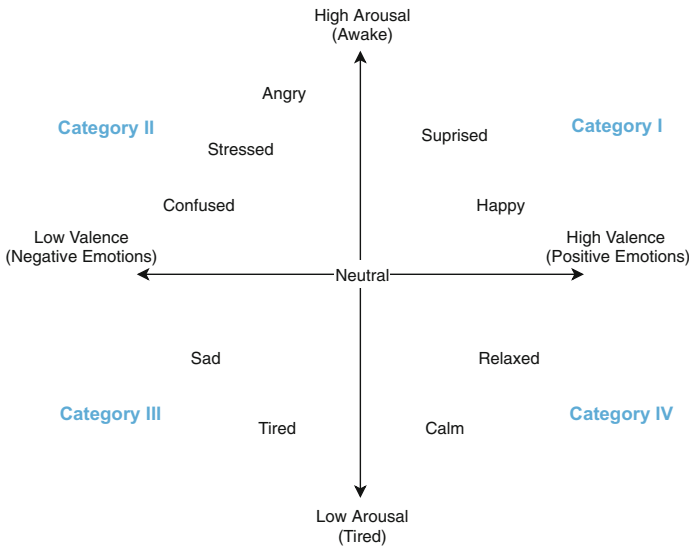 High Arousal
(Awake)
Angry
Category II
Category I
Suprised
Stressed
Confused
Happy
Low Valence
(Negative Emotions)
High Valence
(Positive Emotions)
Neutral
Sad
Relaxed
Category III
Category IV
Tired
Calm
Low Arousal
(Tired)